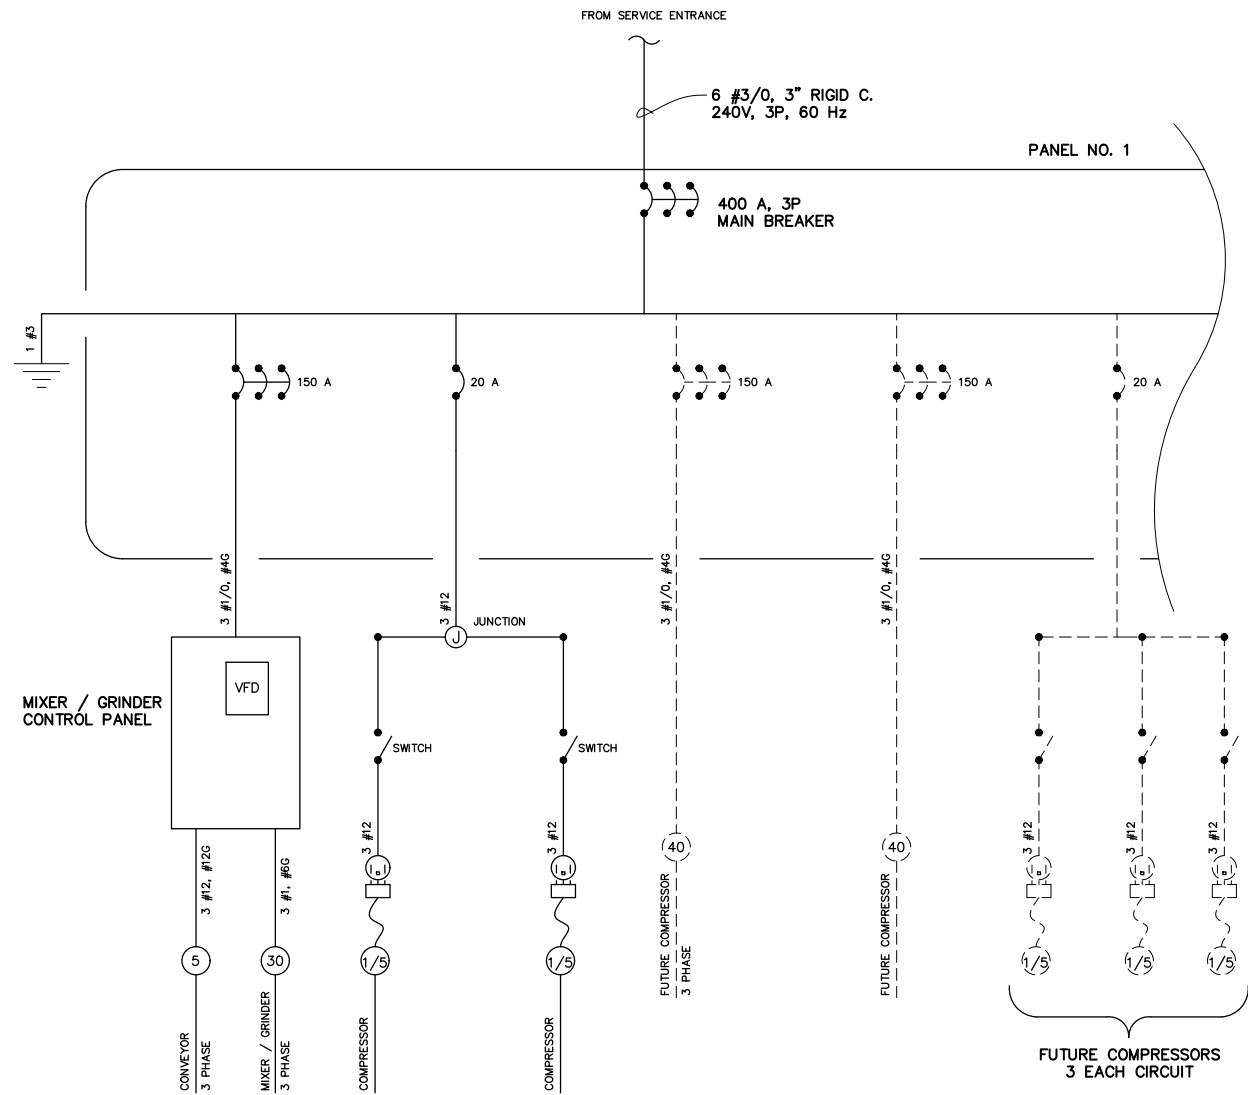 FROM SERVICE ENTRANCE
6 #3/0, 3" RIGID C.
240V, 3P, 60 Hz
PANEL NO. 1
400 A, 3P
MAIN BREAKER
1 #3
150 A
20 A
150 A
150 A
20 A
3 #1/0, #4G
3 #12
3 #1/0, #4G
3 #1/0, #4G
J
JUNCTION
VFD
MIXER / GRINDER
CONTROL PANEL
SWITCH
SWITCH
3 #12
3 #12
3 #12
3 #12
3 #12
40
40
3 #12, #12G
3 #1, #6G
5
30
1/5
1/5
1/5
1/5
1/5
FUTURE COMPRESSOR
3 PHASE
FUTURE COMPRESSOR
CONVEYOR
3 PHASE
MIXER / GRINDER
3 PHASE
COMPRESSOR
COMPRESSOR
FUTURE COMPRESSORS
3 EACH CIRCUIT